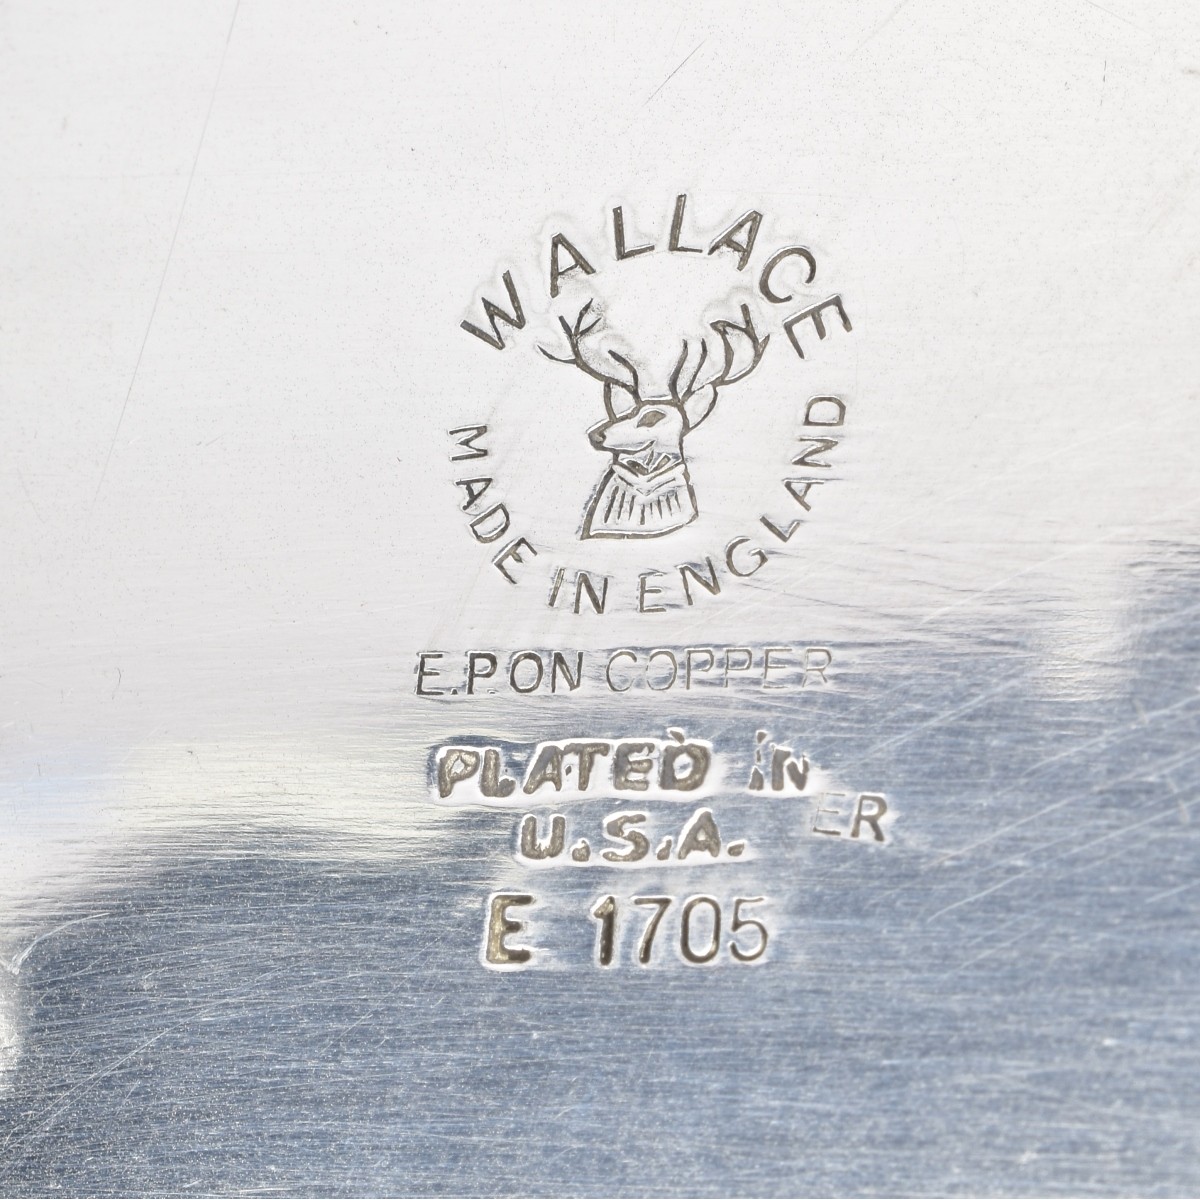 WALLACE
MADE IN ENGLAND
E.P. ON COPPER
PLATED IN
ER
U.S.A.
E 1705